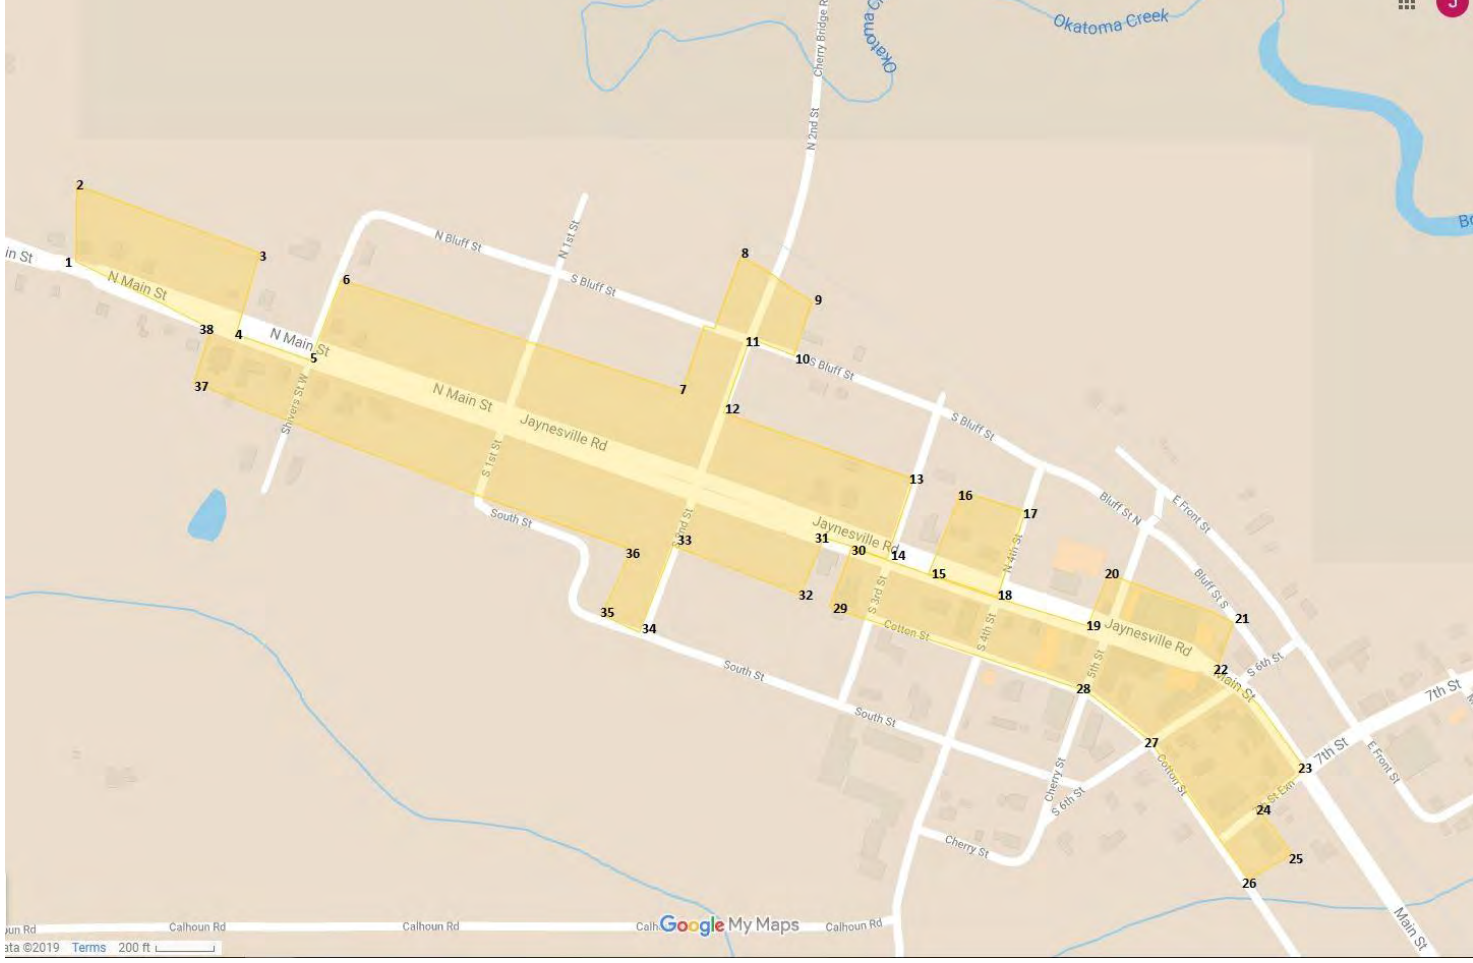 J
Okatoma Creek
Okatoma C
Cherry Bridge R
N 2nd St
Bo
2
1
3
in St
N Main St
38
4
N Main St
5
6
37
Shivers St W
N Bluff St
N 1st St
S Bluff St
8
9
11
10
S Bluff St
7
12
N Main St
Jaynesville Rd
S 1st St
South St
S 2nd St
13
S Bluff St
16
17
Bluff St N
E Front St
36
33
31
Jaynesville Rd
30
14
15
N 4th St
18
20
Bluff St S
21
35
34
32
29
S 3rd St
Cotton St
S 4th St
19
Jaynesville Rd
5th St
22
S 6th St
Main St
South St
28
7th St
South St
27
Cotton St
23
7th St
E Front St
Cherry St
S 6th St
St Exn
24
25
26
Cherry St
Main St
oun Rd
Calhoun Rd
Calhoun Rd
Calh
Google My Maps
Calhoun Rd
ata ©2019 Terms 200 ft